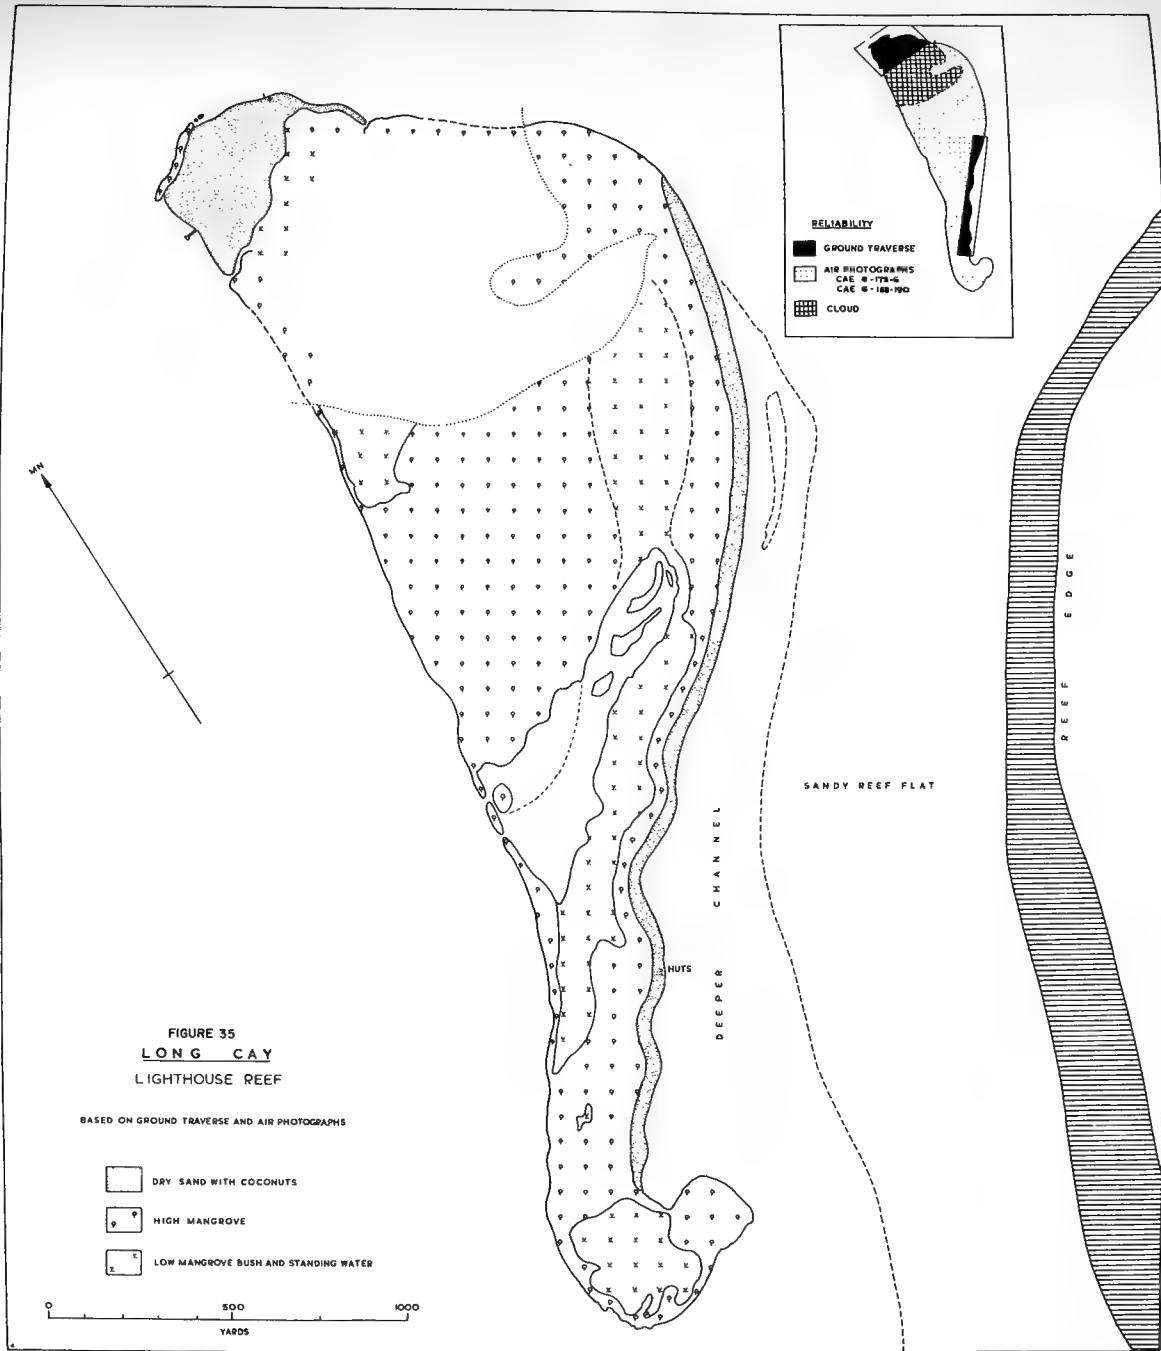 RELIABILITY
GROUND TRAVERSE
AIR PHOTOGRAPHS
CLOUD
MN
REEF EDGE
SANDY REEF FLAT
DEEPER CHANNEL
HUTS
FIGURE 35
LONG CAY
LIGHTHOUSE REEF
BASED ON GROUND TRAVERSE AND AIR PHOTOGRAPHS
DRY SAND WITH COCONUTS
HIGH MANGROVE
LOW MANGROVE BUSH AND STANDING WATER
0 500 1000
YARDS